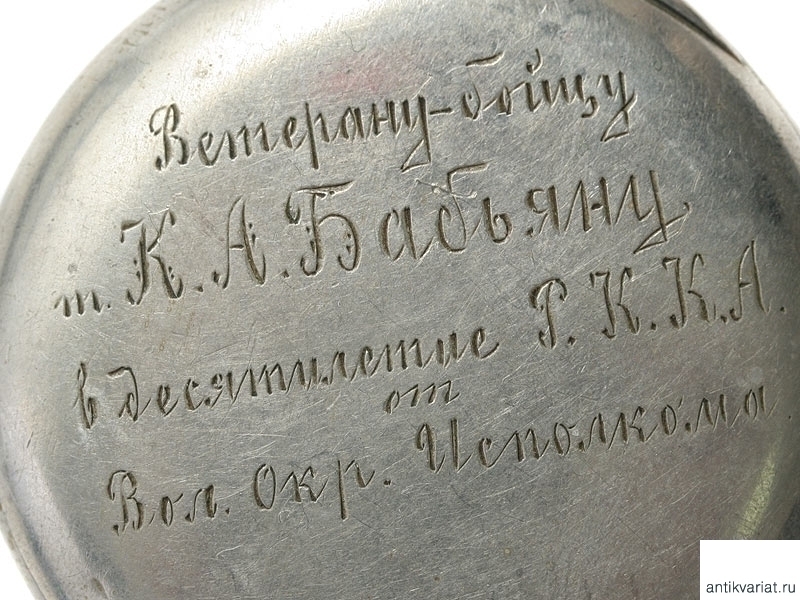 Ветерану-бойцу
т. К. А. Бабьяну
в десятилетие Р. К. К. А.
от
Вол. Окр. Исполкома
antikvariat.ru